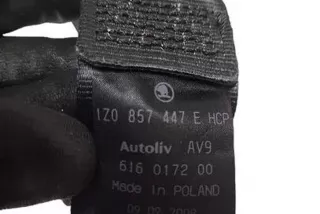 1Z0 857 447 E HCP
Autoliv AV9
616 0172 00
Made in POLAND